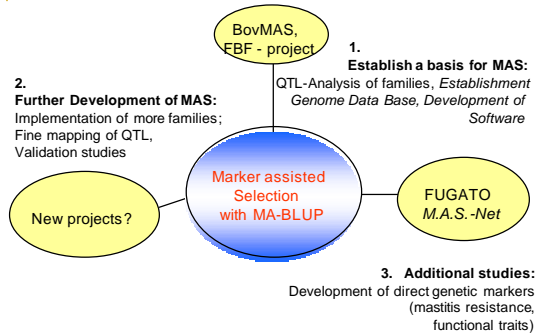 BovMAS,
FBF - project
1.
Establish a basis for MAS:
QTL-Analysis of families, Establishment
Genome Data Base, Development of
Software
2.
Further Development of MAS:
Implementation of more families;
Fine mapping of QTL,
Validation studies
Marker assisted
Selection
with MA-BLUP
New projects?
FUGATO
M.A.S.-Net
3. Additional studies:
Development of direct genetic markers
(mastitis resistance,
functional traits)